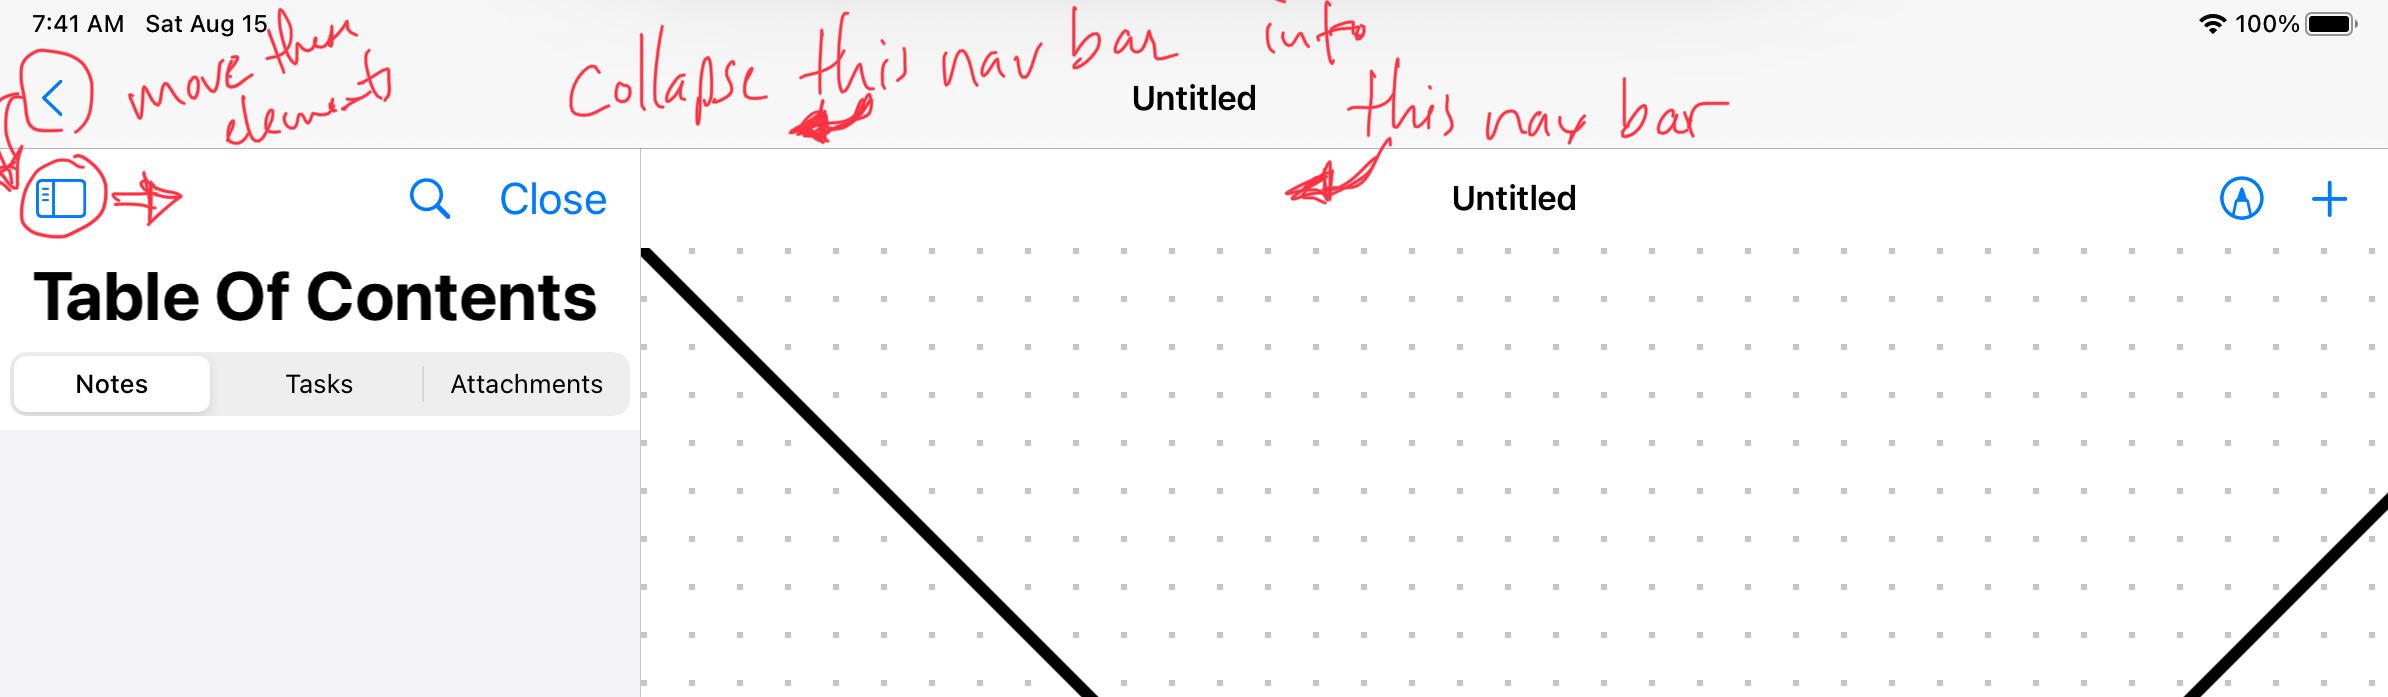 7:41 AM Sat Aug 15
100%
move these
elements
Collapse this nav bar into
this nav bar
Untitled
Close
Untitled
Table Of Contents
Notes Tasks Attachments